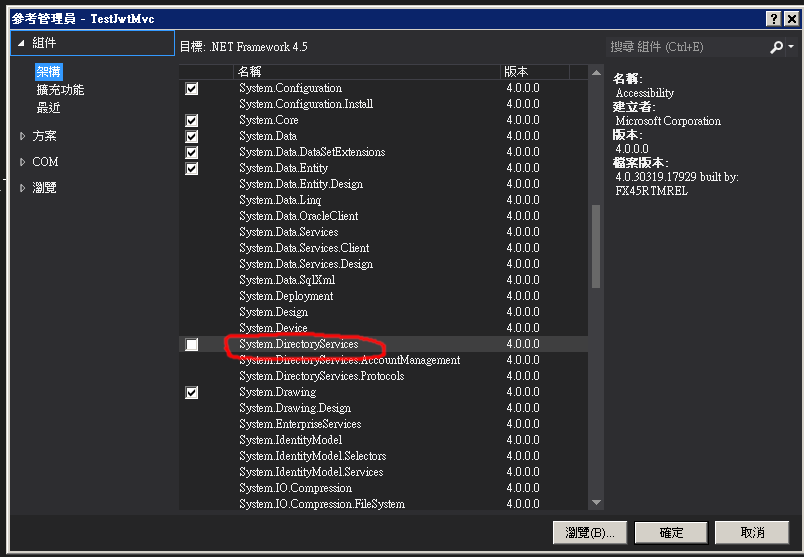 參考管理員 - TestJwtMvc
組件
架構
擴充功能
最近
方案
COM
瀏覽
目標: .NET Framework 4.5
搜尋 組件 (Ctrl+E)
名稱 版本
System.Configuration 4.0.0.0
System.Configuration.Install 4.0.0.0
System.Core 4.0.0.0
System.Data 4.0.0.0
System.Data.DataSetExtensions 4.0.0.0
System.Data.Entity 4.0.0.0
System.Data.Entity.Design 4.0.0.0
System.Data.Linq 4.0.0.0
System.Data.OracleClient 4.0.0.0
System.Data.Services 4.0.0.0
System.Data.Services.Client 4.0.0.0
System.Data.Services.Design 4.0.0.0
System.Data.SqlXml 4.0.0.0
System.Deployment 4.0.0.0
System.Design 4.0.0.0
System.Device 4.0.0.0
System.DirectoryServices 4.0.0.0
System.DirectoryServices.AccountManagement 4.0.0.0
System.DirectoryServices.Protocols 4.0.0.0
System.Drawing 4.0.0.0
System.Drawing.Design 4.0.0.0
System.EnterpriseServices 4.0.0.0
System.IdentityModel 4.0.0.0
System.IdentityModel.Selectors 4.0.0.0
System.IdentityModel.Services 4.0.0.0
System.IO.Compression 4.0.0.0
System.IO.Compression.FileSystem 4.0.0.0
名稱:
Accessibility
建立者:
Microsoft Corporation
版本:
4.0.0.0
檔案版本:
4.0.30319.17929 built by:
FX45RTMREL
瀏覽(B)... 確定 取消